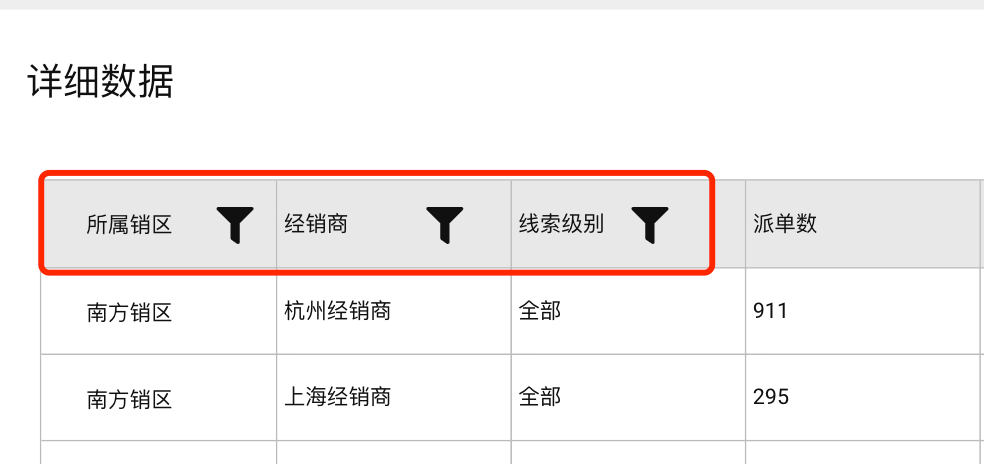 详细数据
所属销区 经销商 线索级别 派单数
南方销区 杭州经销商 全部 911
南方销区 上海经销商 全部 295